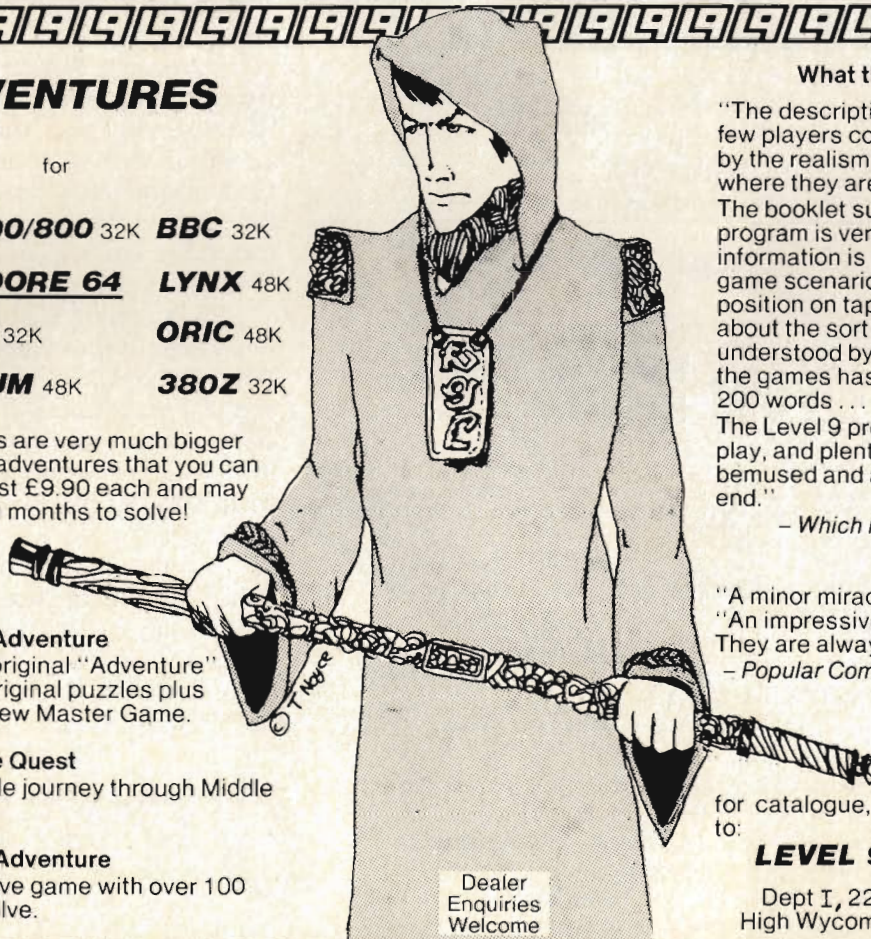 VENTURES
for
00/800 32K BBC 32K
ORE 64 LYNX 48K
32K ORIC 48K
UM 48K 380Z 32K
s are very much bigger
adventures that you can
st £9.90 each and may
months to solve!
Adventure
original "Adventure"
riginal puzzles plus
ew Master Game.
e Quest
le journey through Middle
Adventure
ve game with over 100
lve.
© T Noyce
Dealer
Enquiries
Welcome
What t
"The descripti
few players co
by the realism
where they are
The booklet su
program is ver
information is
game scenario
position on tap
about the sort
understood by
the games has
200 words ...
The Level 9 pr
play, and plent
bemused and a
end."
– Which
"A minor mirac
"An impressiv
They are alway
– Popular Com
for catalogue,
to:
LEVEL 9
Dept I, 22
High Wycom